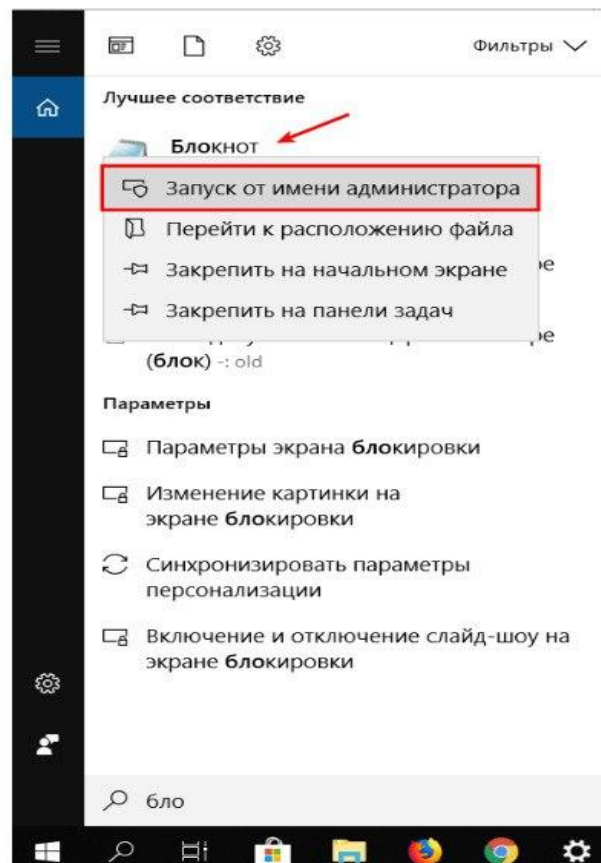 Фильтры
Лучшее соответствие
Блокнот
Запуск от имени администратора
Перейти к расположению файла
Закрепить на начальном экране
Закрепить на панели задач
(блок) -: old
Параметры
Параметры экрана блокировки
Изменение картинки на
экране блокировки
Синхронизировать параметры
персонализации
Включение и отключение слайд-шоу на
экране блокировки
бло